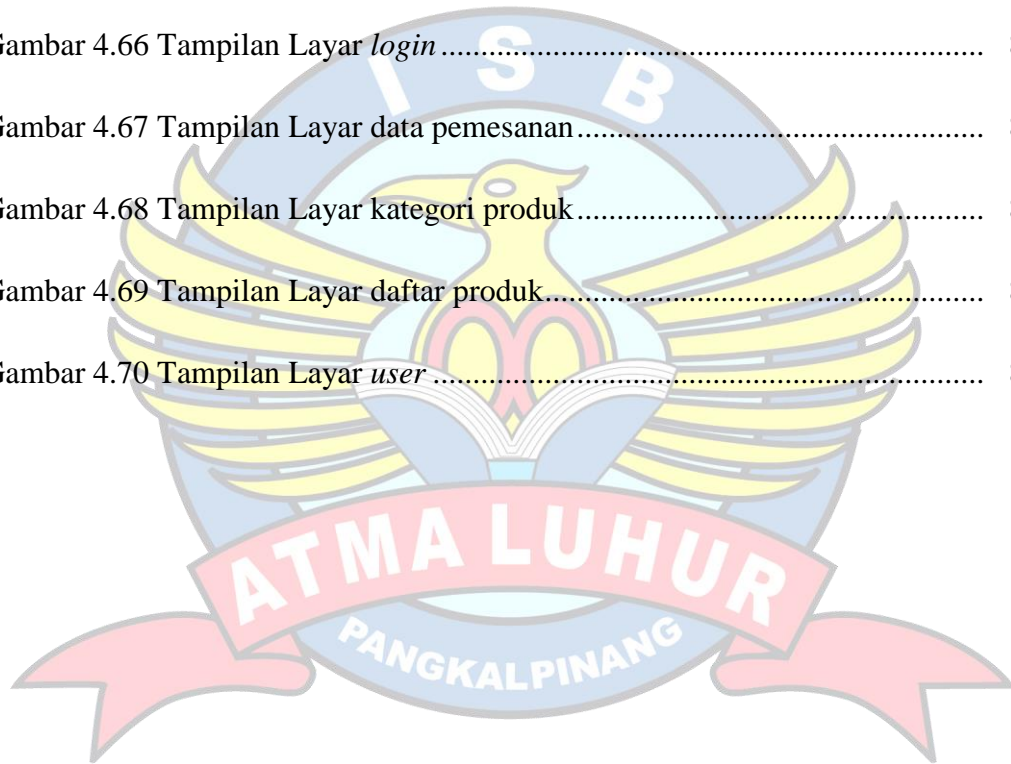 Gambar 4.66 Tampilan Layar login ....................................................................
Gambar 4.67 Tampilan Layar data pemesanan...................................................
Gambar 4.68 Tampilan Layar kategori produk...................................................
Gambar 4.69 Tampilan Layar daftar produk.......................................................
Gambar 4.70 Tampilan Layar user .....................................................................
I S B
ATMA LUHUR
PANGKALPINANG